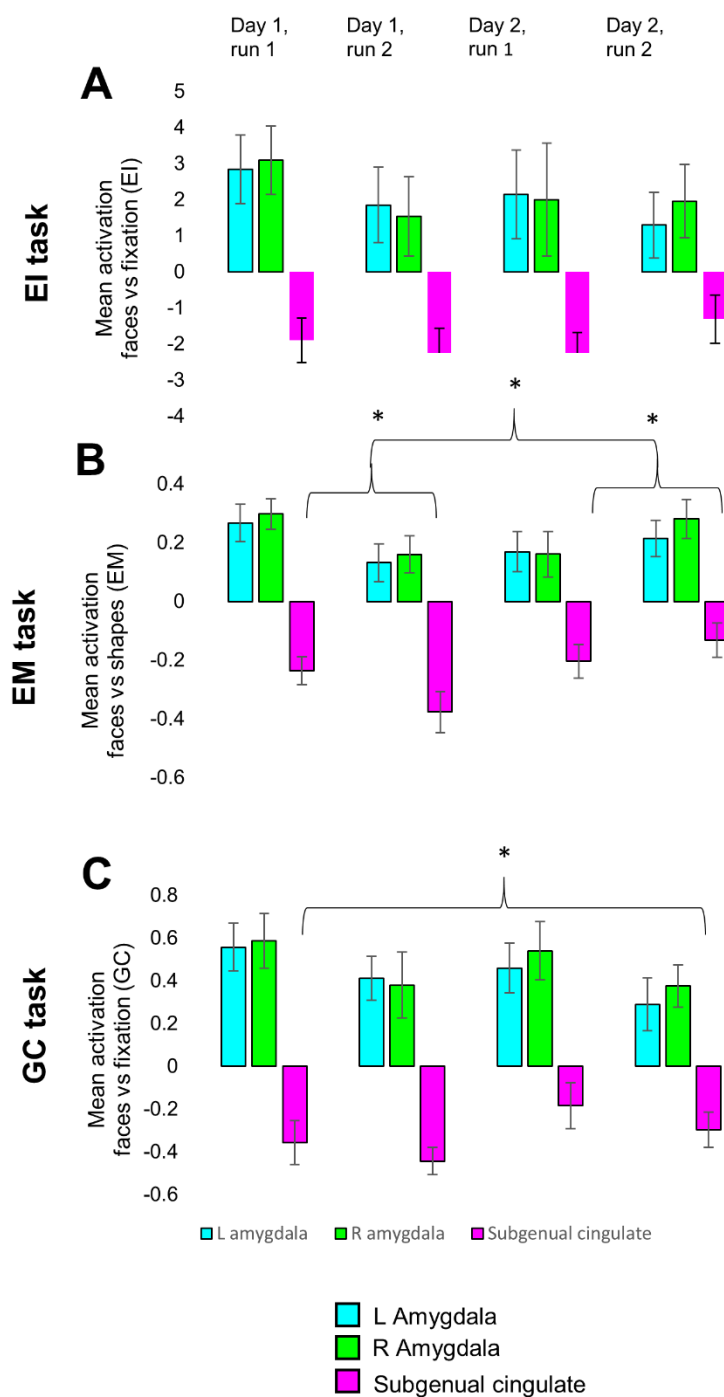 Day 1, run 1
Day 1, run 2
Day 2, run 1
Day 2, run 2
A
EI task
Mean activation
faces vs fixation (EI)
5
4
3
2
1
0
-1
-2
-3
-4
*
*
*
B
EM task
Mean activation
faces vs shapes (EM)
0.4
0.2
0
-0.2
-0.4
-0.6
*
C
GC task
Mean activation
faces vs fixation (GC)
0.8
0.6
0.4
0.2
0
-0.2
-0.4
-0.6
L amygdala
R amygdala
Subgenual cingulate
L Amygdala
R Amygdala
Subgenual cingulate